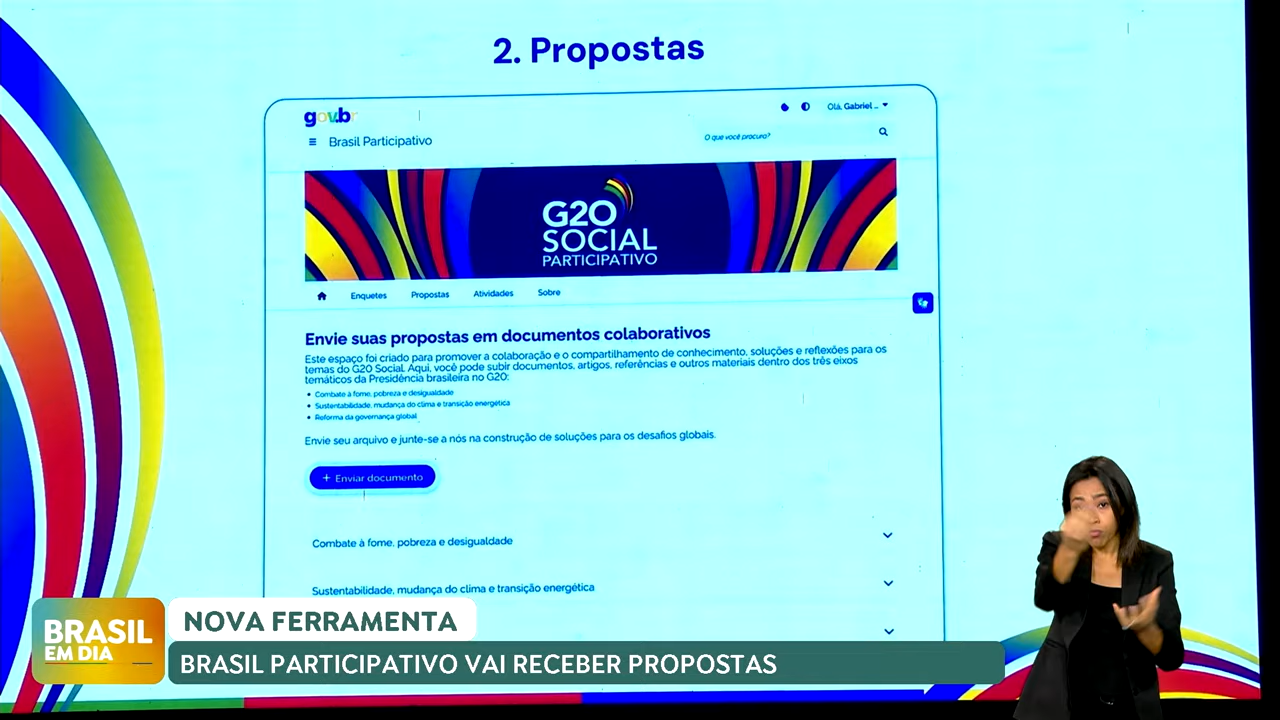 2. Propostas
gov.br
Olá, Gabriel ...
Brasil Participativo
O que você procura?
G20
SOCIAL
PARTICIPATIVO
Enquetes Propostas Atividades Sobre
Envie suas propostas em documentos colaborativos
Este espaço foi criado para promover a colaboração e o compartilhamento de conhecimento, soluções e reflexões para os
temas do G20 Social. Aqui, você pode subir documentos, artigos, referências e outros materiais dentro dos três eixos
temáticos da Presidência brasileira no G20:
• Combate à fome, pobreza e desigualdade
• Sustentabilidade, mudança do clima e transição energética
• Reforma da governança global
Envie seu arquivo e junte-se a nós na construção de soluções para os desafios globais.
+ Enviar documento
Combate à fome, pobreza e desigualdade
Sustentabilidade, mudança do clima e transição energética
BRASIL
EM DIA
NOVA FERRAMENTA
BRASIL PARTICIPATIVO VAI RECEBER PROPOSTAS